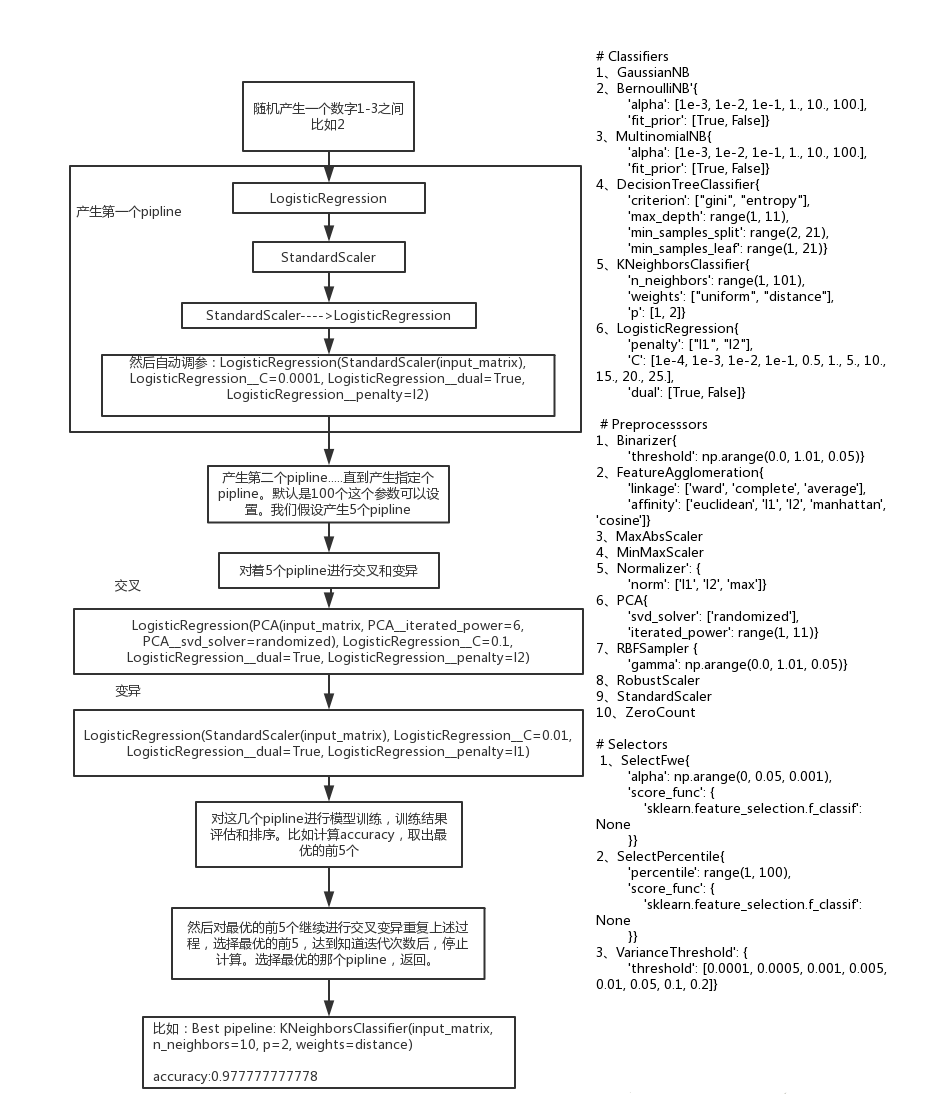 随机产生一个数字1-3之间
比如2
产生第一个pipline
LogisticRegression
StandardScaler
StandardScaler---->LogisticRegression
然后自动调参：LogisticRegression(StandardScaler(input_matrix),
LogisticRegression__C=0.0001, LogisticRegression__dual=True,
LogisticRegression__penalty=l2)
产生第二个pipline.....直到产生指定个
pipline。默认是100个这个参数可以设
置。我们假设产生5个pipline
对着5个pipline进行交叉和变异
交叉
LogisticRegression(PCA(input_matrix, PCA__iterated_power=6,
PCA__svd_solver=randomized), LogisticRegression__C=0.1,
LogisticRegression__dual=True, LogisticRegression__penalty=l2)
变异
LogisticRegression(StandardScaler(input_matrix), LogisticRegression__C=0.01,
LogisticRegression__dual=True, LogisticRegression__penalty=l1)
对这几个pipline进行模型训练，训练结果
评估和排序。比如计算accuracy，取出最
优的前5个
然后对最优的前5个继续进行交叉变异重复上述过
程，选择最优的前5，达到知道迭代次数后，停止
计算。选择最优的那个pipline，返回。
比如：Best pipeline: KNeighborsClassifier(input_matrix,
n_neighbors=10, p=2, weights=distance)
accuracy:0.977777777778
# Classifiers
1、GaussianNB
2、BernoulliNB'{
'alpha': [1e-3, 1e-2, 1e-1, 1., 10., 100.],
'fit_prior': [True, False]}
3、MultinomialNB{
'alpha': [1e-3, 1e-2, 1e-1, 1., 10., 100.],
'fit_prior': [True, False]}
4、DecisionTreeClassifier{
'criterion': ["gini", "entropy"],
'max_depth': range(1, 11),
'min_samples_split': range(2, 21),
'min_samples_leaf': range(1, 21)}
5、KNeighborsClassifier{
'n_neighbors': range(1, 101),
'weights': ["uniform", "distance"],
'p': [1, 2]}
6、LogisticRegression{
'penalty': ["l1", "l2"],
'C': [1e-4, 1e-3, 1e-2, 1e-1, 0.5, 1., 5., 10.,
15., 20., 25.],
'dual': [True, False]}
# Preprocesssors
1、Binarizer{
'threshold': np.arange(0.0, 1.01, 0.05)}
2、FeatureAgglomeration{
'linkage': ['ward', 'complete', 'average'],
'affinity': ['euclidean', 'l1', 'l2', 'manhattan',
'cosine']}
3、MaxAbsScaler
4、MinMaxScaler
5、Normalizer': {
'norm': ['l1', 'l2', 'max']}
6、PCA{
'svd_solver': ['randomized'],
'iterated_power': range(1, 11)}
7、RBFSampler {
'gamma': np.arange(0.0, 1.01, 0.05)}
8、RobustScaler
9、StandardScaler
10、ZeroCount
# Selectors
1、SelectFwe{
'alpha': np.arange(0, 0.05, 0.001),
'score_func': {
'sklearn.feature_selection.f_classif':
None
}}
2、SelectPercentile{
'percentile': range(1, 100),
'score_func': {
'sklearn.feature_selection.f_classif':
None
}}
3、VarianceThreshold': {
'threshold': [0.0001, 0.0005, 0.001, 0.005,
0.01, 0.05, 0.1, 0.2]}